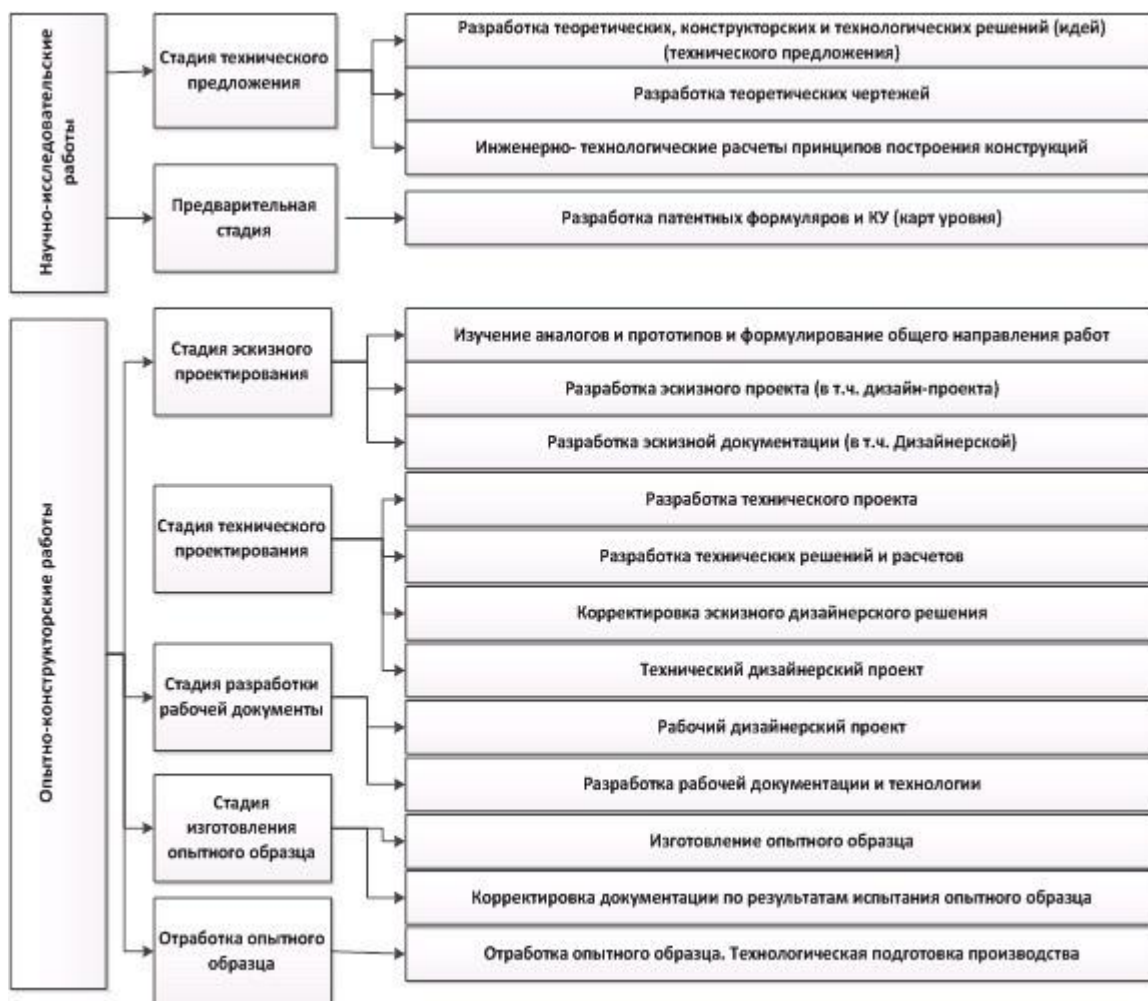 Научно-исследовательские
работы
Стадия технического
предложения
Разработка теоретических, конструкторских и технологических решений (идей)
(технического предложения)
Разработка теоретических чертежей
Инженерно- технологические расчеты принципов построения конструкций
Предварительная
стадия
Разработка патентных формуляров и КУ (карт уровня)
Опытно-конструкторские работы
Стадия эскизного
проектирования
Изучение аналогов и прототипов и формулирование общего направления работ
Разработка эскизного проекта (в т.ч. дизайн-проекта)
Разработка эскизной документации (в т.ч. Дизайнерской)
Стадия технического
проектирования
Разработка технического проекта
Разработка технических решений и расчетов
Корректировка эскизного дизайнерского решения
Технический дизайнерский проект
Стадия разработки
рабочей документы
Рабочий дизайнерский проект
Разработка рабочей документации и технологии
Стадия
изготовления
опытного образца
Изготовление опытного образца
Корректировка документации по результатам испытания опытного образца
Отработка опытного
образца
Отработка опытного образца. Технологическая подготовка производства